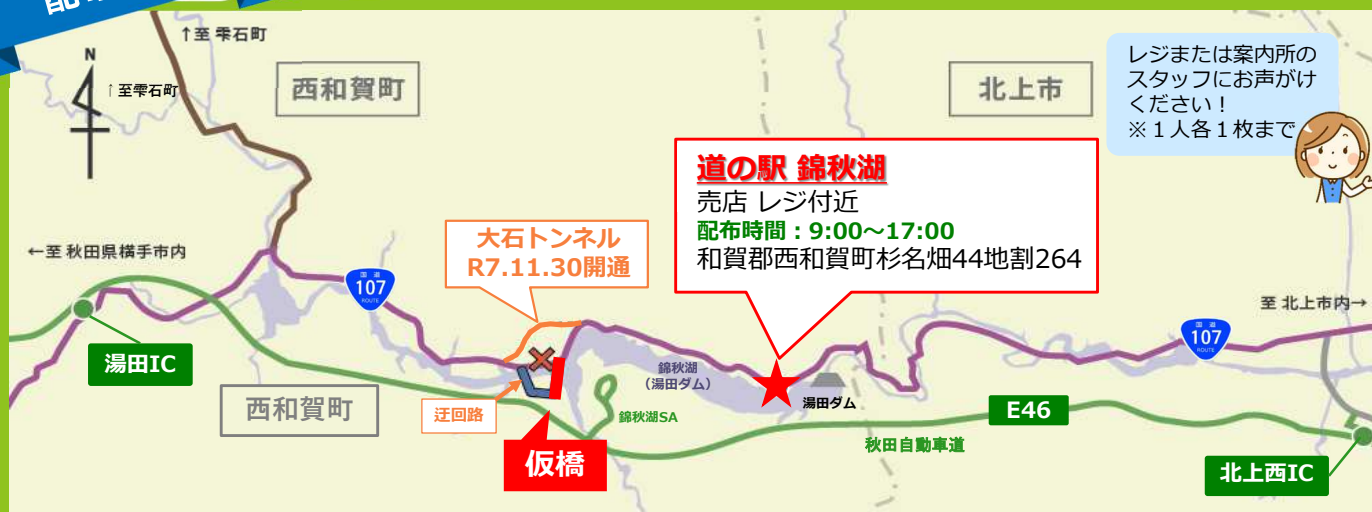 ↑至 雫石町
N
↑至雫石町
西和賀町
北上市
レジまたは案内所の
スタッフにお声がけ
ください！
※１人各１枚まで
道の駅 錦秋湖
売店 レジ付近
配布時間：9:00～17:00
和賀郡西和賀町杉名畑44地割264
大石トンネル
R7.11.30開通
←至 秋田県横手市内
国道
107
ROUTE
至 北上市内→
国道
107
ROUTE
湯田IC
錦秋湖
（湯田ダム）
湯田ダム
西和賀町
迂回路
錦秋湖SA
E46
仮橋
秋田自動車道
北上西IC